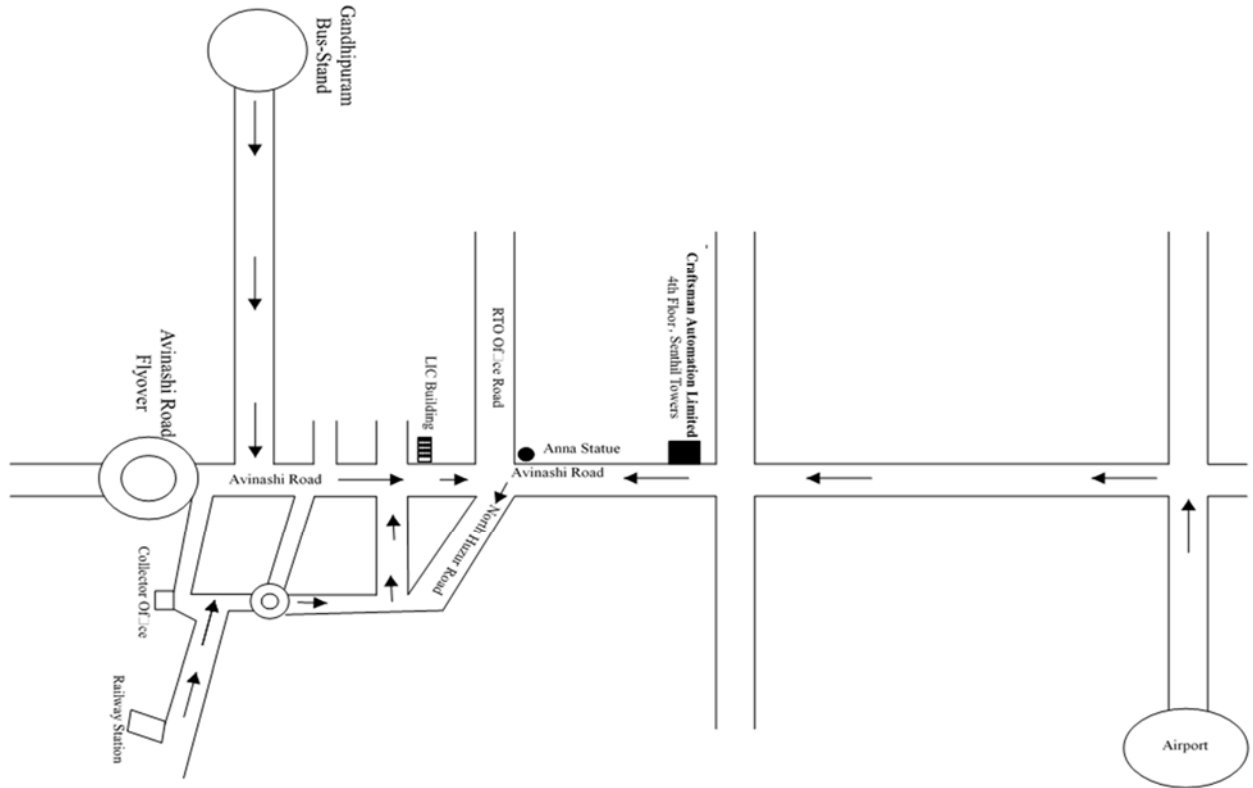 Gandhipuram
Bus-Stand
Avinashi Road
Flyover
LIC Building
RTO Of□ce Road
Craftsman Automation Limited
4th Floor, Senthil Towers
Anna Statue
Avinashi Road
Avinashi Road
North Huzur Road
Collector Of□ce
Railway Station
Airport